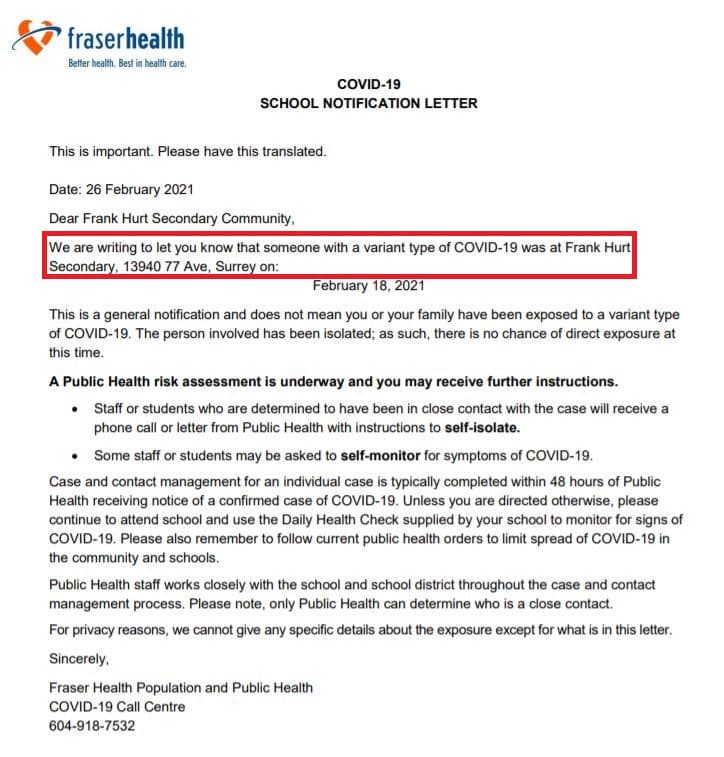 fraserhealth
Better health. Best in health care.
COVID-19
SCHOOL NOTIFICATION LETTER
This is important. Please have this translated.
Date: 26 February 2021
Dear Frank Hurt Secondary Community,
We are writing to let you know that someone with a variant type of COVID-19 was at Frank Hurt
Secondary, 13940 77 Ave, Surrey on:
February 18, 2021
This is a general notification and does not mean you or your family have been exposed to a variant type
of COVID-19. The person involved has been isolated; as such, there is no chance of direct exposure at
this time.
A Public Health risk assessment is underway and you may receive further instructions.
• Staff or students who are determined to have been in close contact with the case will receive a
phone call or letter from Public Health with instructions to self-isolate.
• Some staff or students may be asked to self-monitor for symptoms of COVID-19.
Case and contact management for an individual case is typically completed within 48 hours of Public
Health receiving notice of a confirmed case of COVID-19. Unless you are directed otherwise, please
continue to attend school and use the Daily Health Check supplied by your school to monitor for signs of
COVID-19. Please also remember to follow current public health orders to limit spread of COVID-19 in
the community and schools.
Public Health staff works closely with the school and school district throughout the case and contact
management process. Please note, only Public Health can determine who is a close contact.
For privacy reasons, we cannot give any specific details about the exposure except for what is in this letter.
Sincerely,
Fraser Health Population and Public Health
COVID-19 Call Centre
604-918-7532